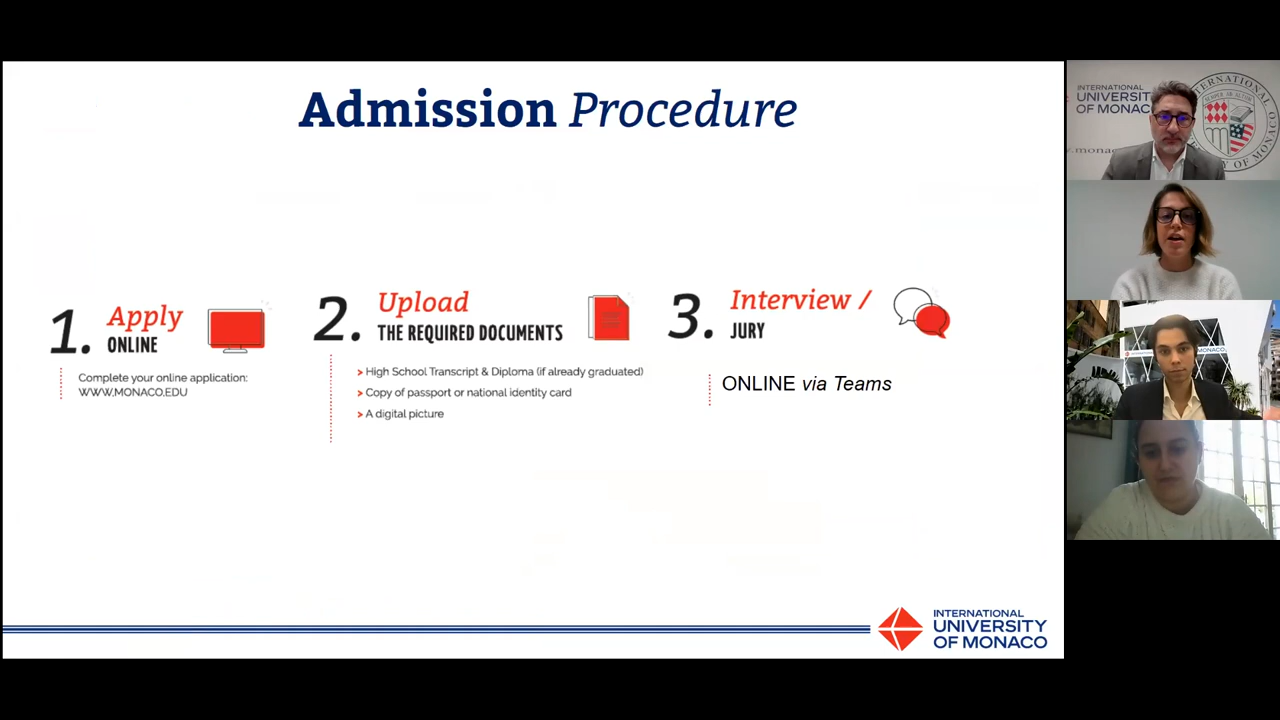 Admission Procedure
1. Apply
ONLINE
Complete your online application:
WWW.MONACO.EDU
2. Upload
THE REQUIRED DOCUMENTS
> High School Transcript & Diploma (if already graduated)
> Copy of passport or national identity card
> A digital picture
3. Interview /
JURY
ONLINE via Teams
INTERNATIONAL
UNIVERSITY
OF MONACO
INTERNATIONAL
UNIVERSITY
OF MONACO